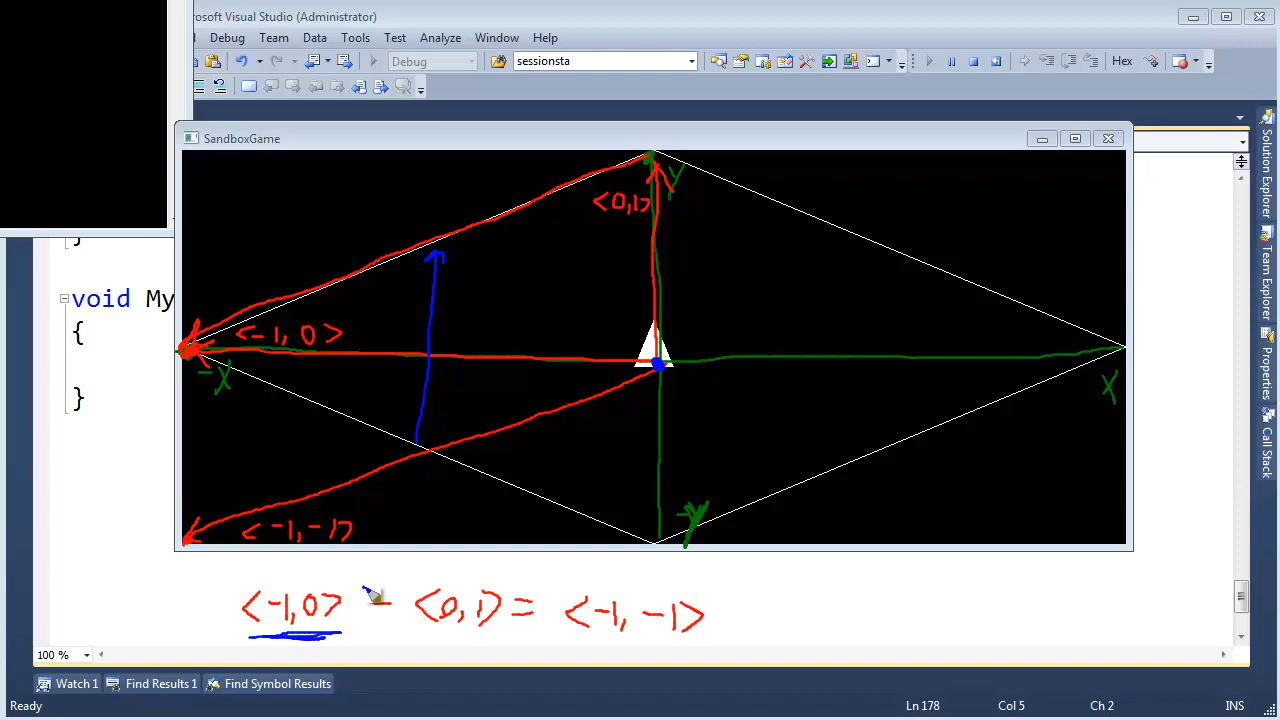 rosoft Visual Studio (Administrator)
Debug Team Data Tools Test Analyze Window Help
Debug sessionsta Hex
SandboxGame
Solution Explorer
Team Explorer
Properties
Call Stack
Y
<0,1>
<-1, 0>
-X
X
}
void My
{
}
-Y
<-1,-1>
<-1,0> - <0,1> = <-1,-1>
100 %
Watch 1 Find Results 1 Find Symbol Results
Ready Ln 178 Col 5 Ch 2 INS